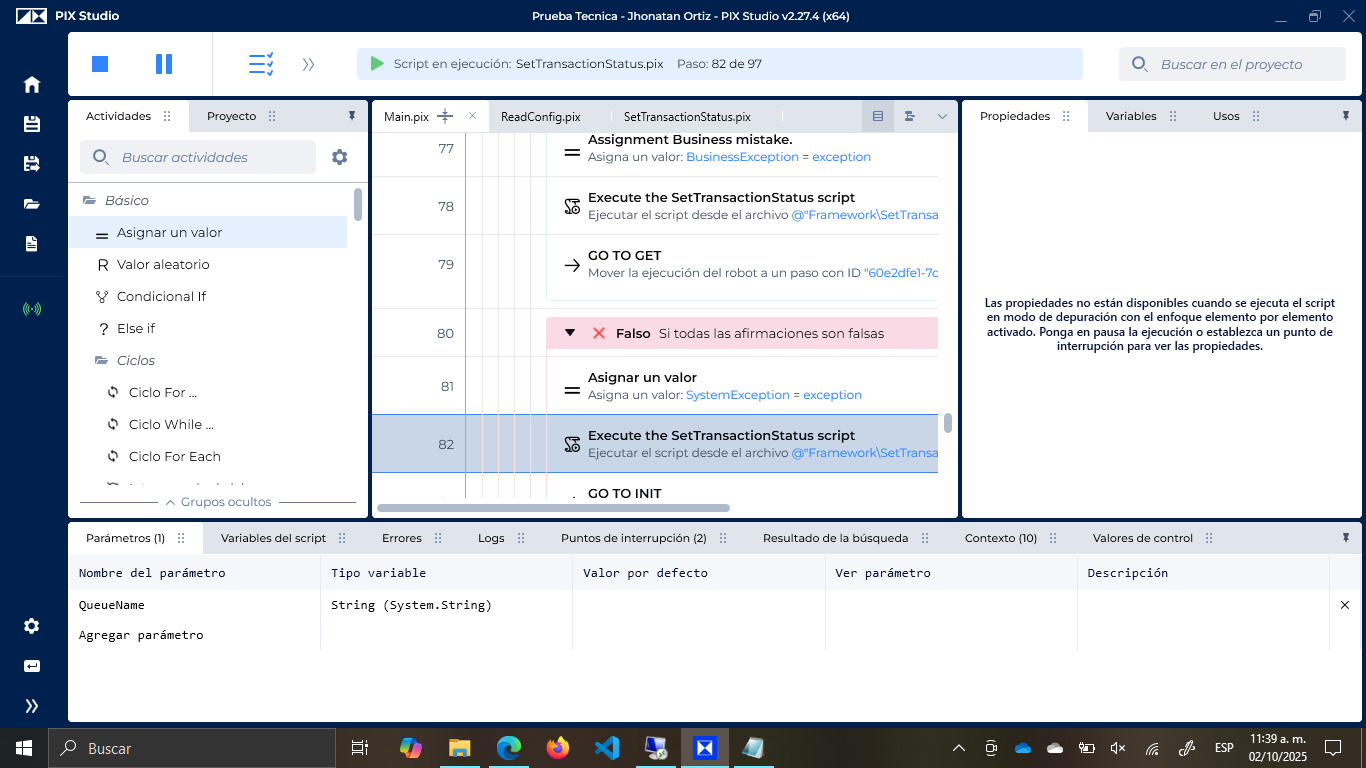 PIX Studio
Prueba Tecnica - Jhonatan Ortiz - PIX Studio v2.27.4 (x64)
Script en ejecución: SetTransactionStatus.pix Paso: 82 de 97
Buscar en el proyecto
Actividades
Proyecto
Buscar actividades
Básico
Asignar un valor
Valor aleatorio
Condicional If
Else if
Ciclos
Ciclo For ...
Ciclo While ...
Ciclo For Each
Grupos ocultos
Main.pix
ReadConfig.pix
SetTransactionStatus.pix
77
Assignment Business mistake.
Asigna un valor: BusinessException = exception
78
Execute the SetTransactionStatus script
Ejecutar el script desde el archivo @"Framework\SetTransa
79
GO TO GET
Mover la ejecución del robot a un paso con ID "60e2dfe1-7c
80
Falso Si todas las afirmaciones son falsas
81
Asignar un valor
Asigna un valor: SystemException = exception
82
Execute the SetTransactionStatus script
Ejecutar el script desde el archivo @"Framework\SetTransa
GO TO INIT
Propiedades
Variables
Usos
Las propiedades no están disponibles cuando se ejecuta el script
en modo de depuración con el enfoque elemento por elemento
activado. Ponga en pausa la ejecución o establezca un punto de
interrupción para ver las propiedades.
Parámetros (1)
Variables del script
Errores
Logs
Puntos de interrupción (2)
Resultado de la búsqueda
Contexto (10)
Valores de control
Nombre del parámetro
Tipo variable
Valor por defecto
Ver parámetro
Descripción
QueueName
String (System.String)
Agregar parámetro
Buscar
ESP
11:39 a. m.
02/10/2025